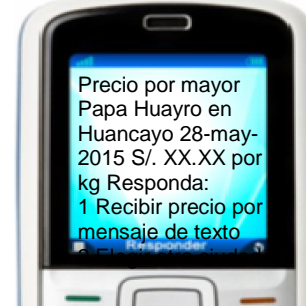 Precio por mayor
Papa Huayro en
Huancayo 28-may-
2015 S/. XX.XX por
kg Responda:
1 Recibir precio por
mensaje de texto
Responder